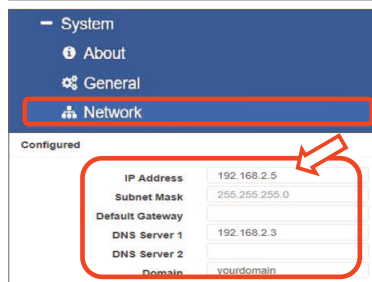 − System
About
General
Network
Configured
IP Address 192.168.2.5
Subnet Mask 255.255.255.0
Default Gateway
DNS Server 1 192.168.2.3
DNS Server 2
Domain yourdomain